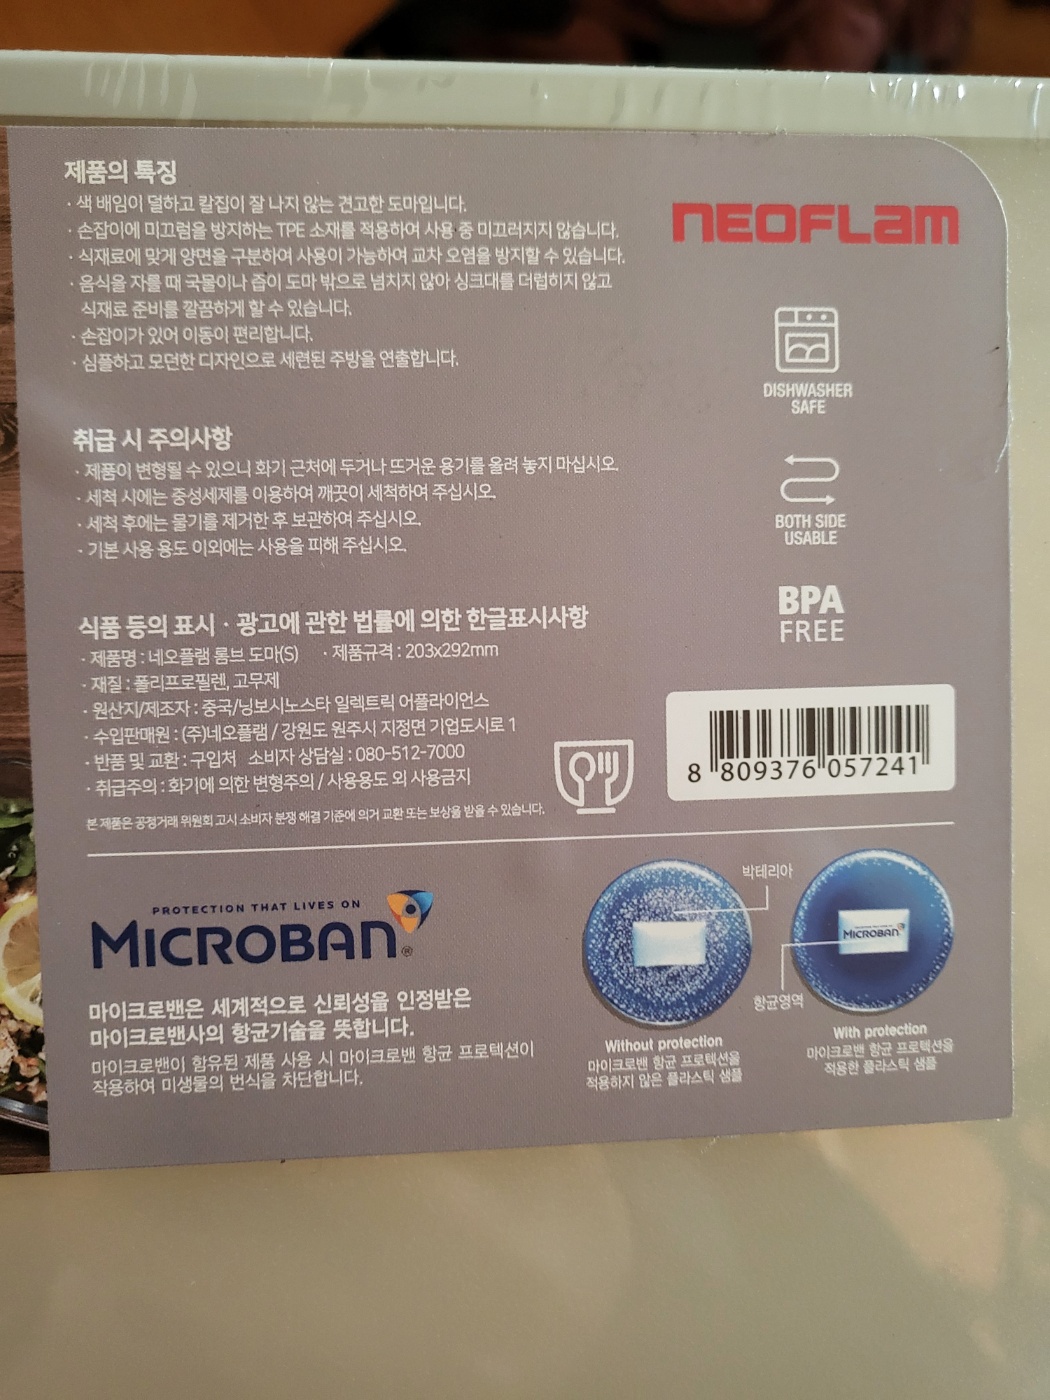 제품의 특징
· 색 배임이 덜하고 칼집이 잘 나지 않는 견고한 도마입니다.
· 손잡이에 미끄럼을 방지하는 TPE 소재를 적용하여 사용 중 미끄러지지 않습니다.
· 식재료에 맞게 양면을 구분하여 사용이 가능하여 교차 오염을 방지할 수 있습니다.
· 음식을 자를 때 국물이나 즙이 도마 밖으로 넘치지 않아 싱크대를 더럽히지 않고
식재료 준비를 깔끔하게 할 수 있습니다.
· 손잡이가 있어 이동이 편리합니다.
· 심플하고 모던한 디자인으로 세련된 주방을 연출합니다.
NEOFLAM
DISHWASHER
SAFE
BOTH SIDE
USABLE
BPA
FREE
취급 시 주의사항
· 제품이 변형될 수 있으니 화기 근처에 두거나 뜨거운 용기를 올려 놓지 마십시오.
· 세척 시에는 중성세제를 이용하여 깨끗이 세척하여 주십시오.
· 세척 후에는 물기를 제거한 후 보관하여 주십시오.
· 기본 사용 용도 이외에는 사용을 피해 주십시오.
식품 등의 표시 · 광고에 관한 법률에 의한 한글표시사항
· 제품명 : 네오플램 롬브 도마(S) · 제품규격 : 203x292mm
· 재질 : 폴리프로필렌, 고무제
· 원산지/제조자 : 중국/닝보시노스타 일렉트릭 어플라이언스
· 수입판매원 : (주)네오플램 / 강원도 원주시 지정면 기업도시로 1
· 반품 및 교환 : 구입처 소비자 상담실 : 080-512-7000
· 취급주의 : 화기에 의한 변형주의 / 사용용도 외 사용금지
본 제품은 공정거래 위원회 고시 소비자 분쟁 해결 기준에 의거 교환 또는 보상을 받을 수 있습니다.
8 809376 057241
PROTECTION THAT LIVES ON
MICROBAN®
마이크로밴은 세계적으로 신뢰성을 인정받은
마이크로밴사의 항균기술을 뜻합니다.
마이크로밴이 함유된 제품 사용 시 마이크로밴 항균 프로텍션이
작용하여 미생물의 번식을 차단합니다.
박테리아
MICROBAN
항균영역
Without protection
마이크로밴 항균 프로텍션을
적용하지 않은 플라스틱 샘플
With protection
마이크로밴 항균 프로텍션을
적용한 플라스틱 샘플